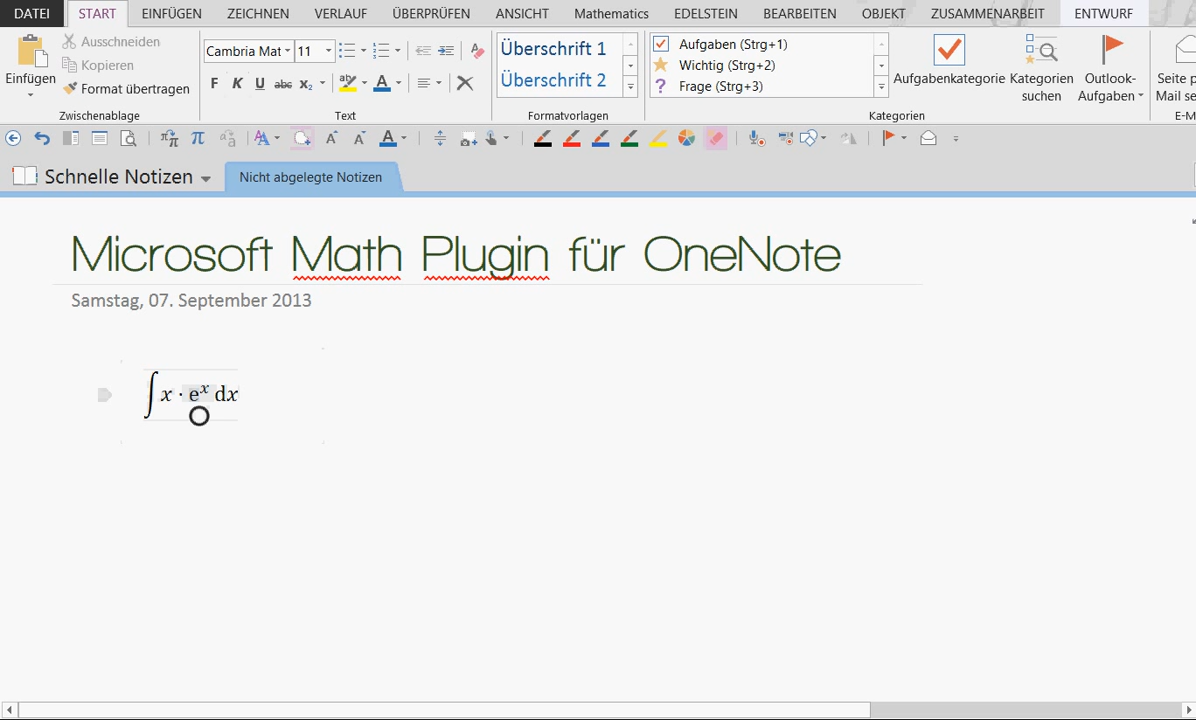 DATEI START EINFÜGEN ZEICHNEN VERLAUF ÜBERPRÜFEN ANSICHT Mathematics EDELSTEIN BEARBEITEN OBJEKT ZUSAMMENARBEIT ENTWURF
Einfügen
Ausschneiden
Kopieren
Format übertragen
Zwischenablage
Cambria Mat 11
F K U abc x₂ A
Text
Überschrift 1
Überschrift 2
Formatvorlagen
Aufgaben (Strg+1)
Wichtig (Strg+2)
Frage (Strg+3)
Aufgabenkategorie
Kategorien
suchen
Outlook-
Aufgaben
Kategorien
Seite p
Mail se
E-M
Schnelle Notizen
Nicht abgelegte Notizen
Microsoft Math Plugin für OneNote
Samstag, 07. September 2013
∫ x · eˣ dx